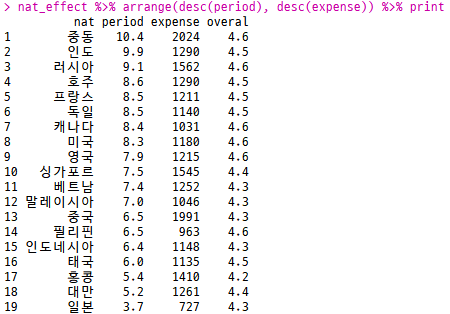 > nat_effect %>% arrange(desc(period), desc(expense)) %>% print
nat period expense overal
1 중동 10.4 2024 4.6
2 인도 9.9 1290 4.5
3 러시아 9.1 1562 4.6
4 호주 8.6 1290 4.5
5 프랑스 8.5 1211 4.5
6 독일 8.5 1140 4.5
7 캐나다 8.4 1031 4.6
8 미국 8.3 1180 4.6
9 영국 7.9 1215 4.6
10 싱가포르 7.5 1545 4.4
11 베트남 7.4 1252 4.3
12 말레이시아 7.0 1046 4.3
13 중국 6.5 1991 4.3
14 필리핀 6.5 963 4.6
15 인도네시아 6.4 1148 4.3
16 태국 6.0 1135 4.5
17 홍콩 5.4 1410 4.2
18 대만 5.2 1261 4.4
19 일본 3.7 727 4.3